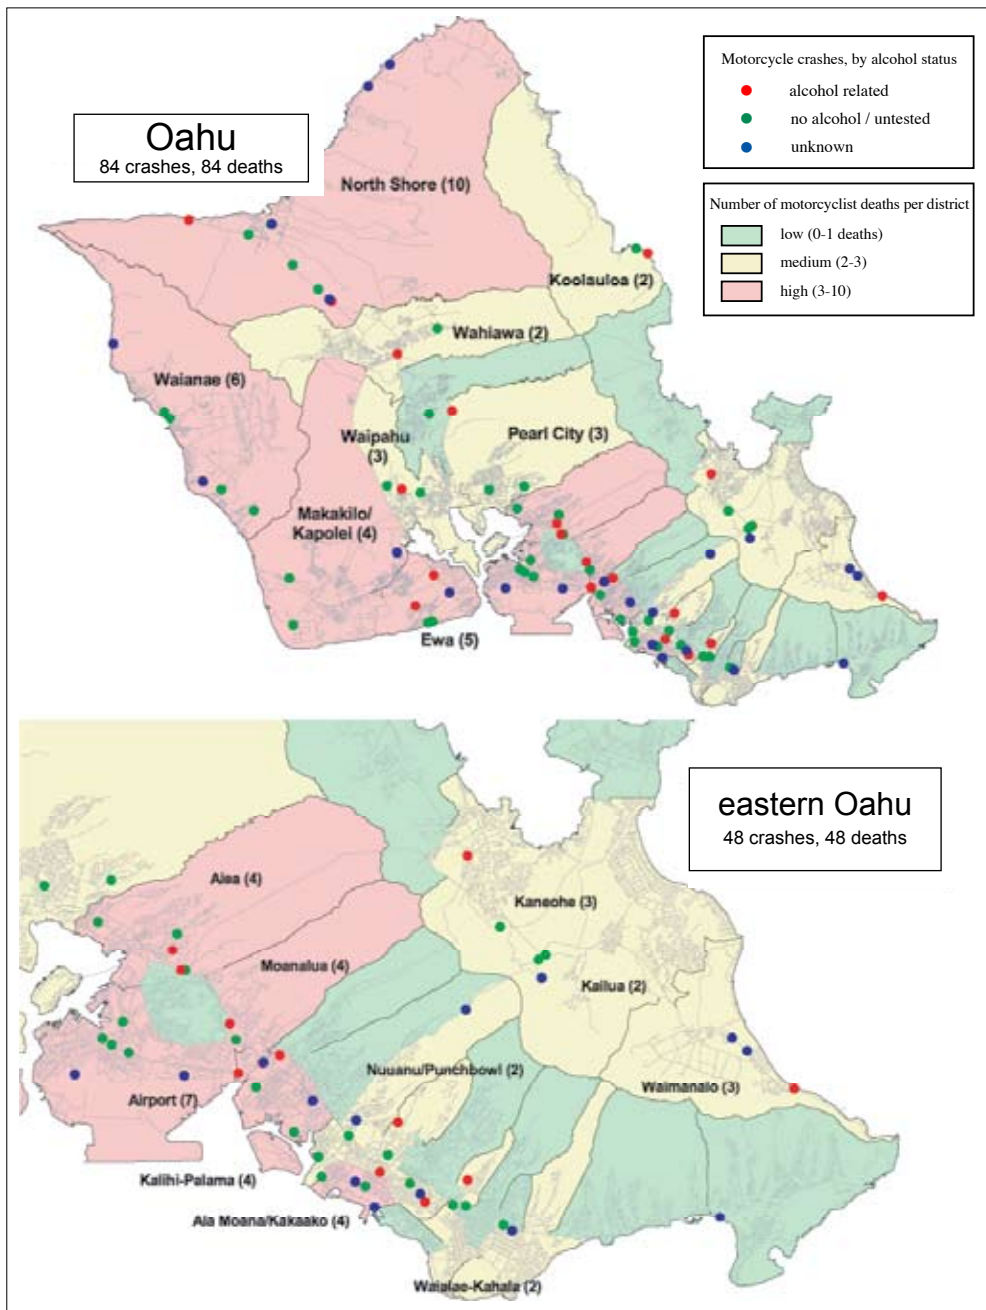 Oahu
84 crashes, 84 deaths
Motorcycle crashes, by alcohol status
alcohol related
no alcohol / untested
unknown
Number of motorcyclist deaths per district
low (0-1 deaths)
medium (2-3)
high (3-10)
North Shore (10)
Koolauloa (2)
Wahiawa (2)
Waianae (6)
Waipahu
(3)
Pearl City (3)
Makakilo/
Kapolei (4)
Ewa (5)
eastern Oahu
48 crashes, 48 deaths
Aiea (4)
Kaneohe (3)
Moanalua (4)
Kailua (2)
Nuuanu/Punchbowl (2)
Waimanalo (3)
Airport (7)
Kalihi-Palama (4)
Ala Moana/Kakaako (4)
Waialae-Kahala (2)